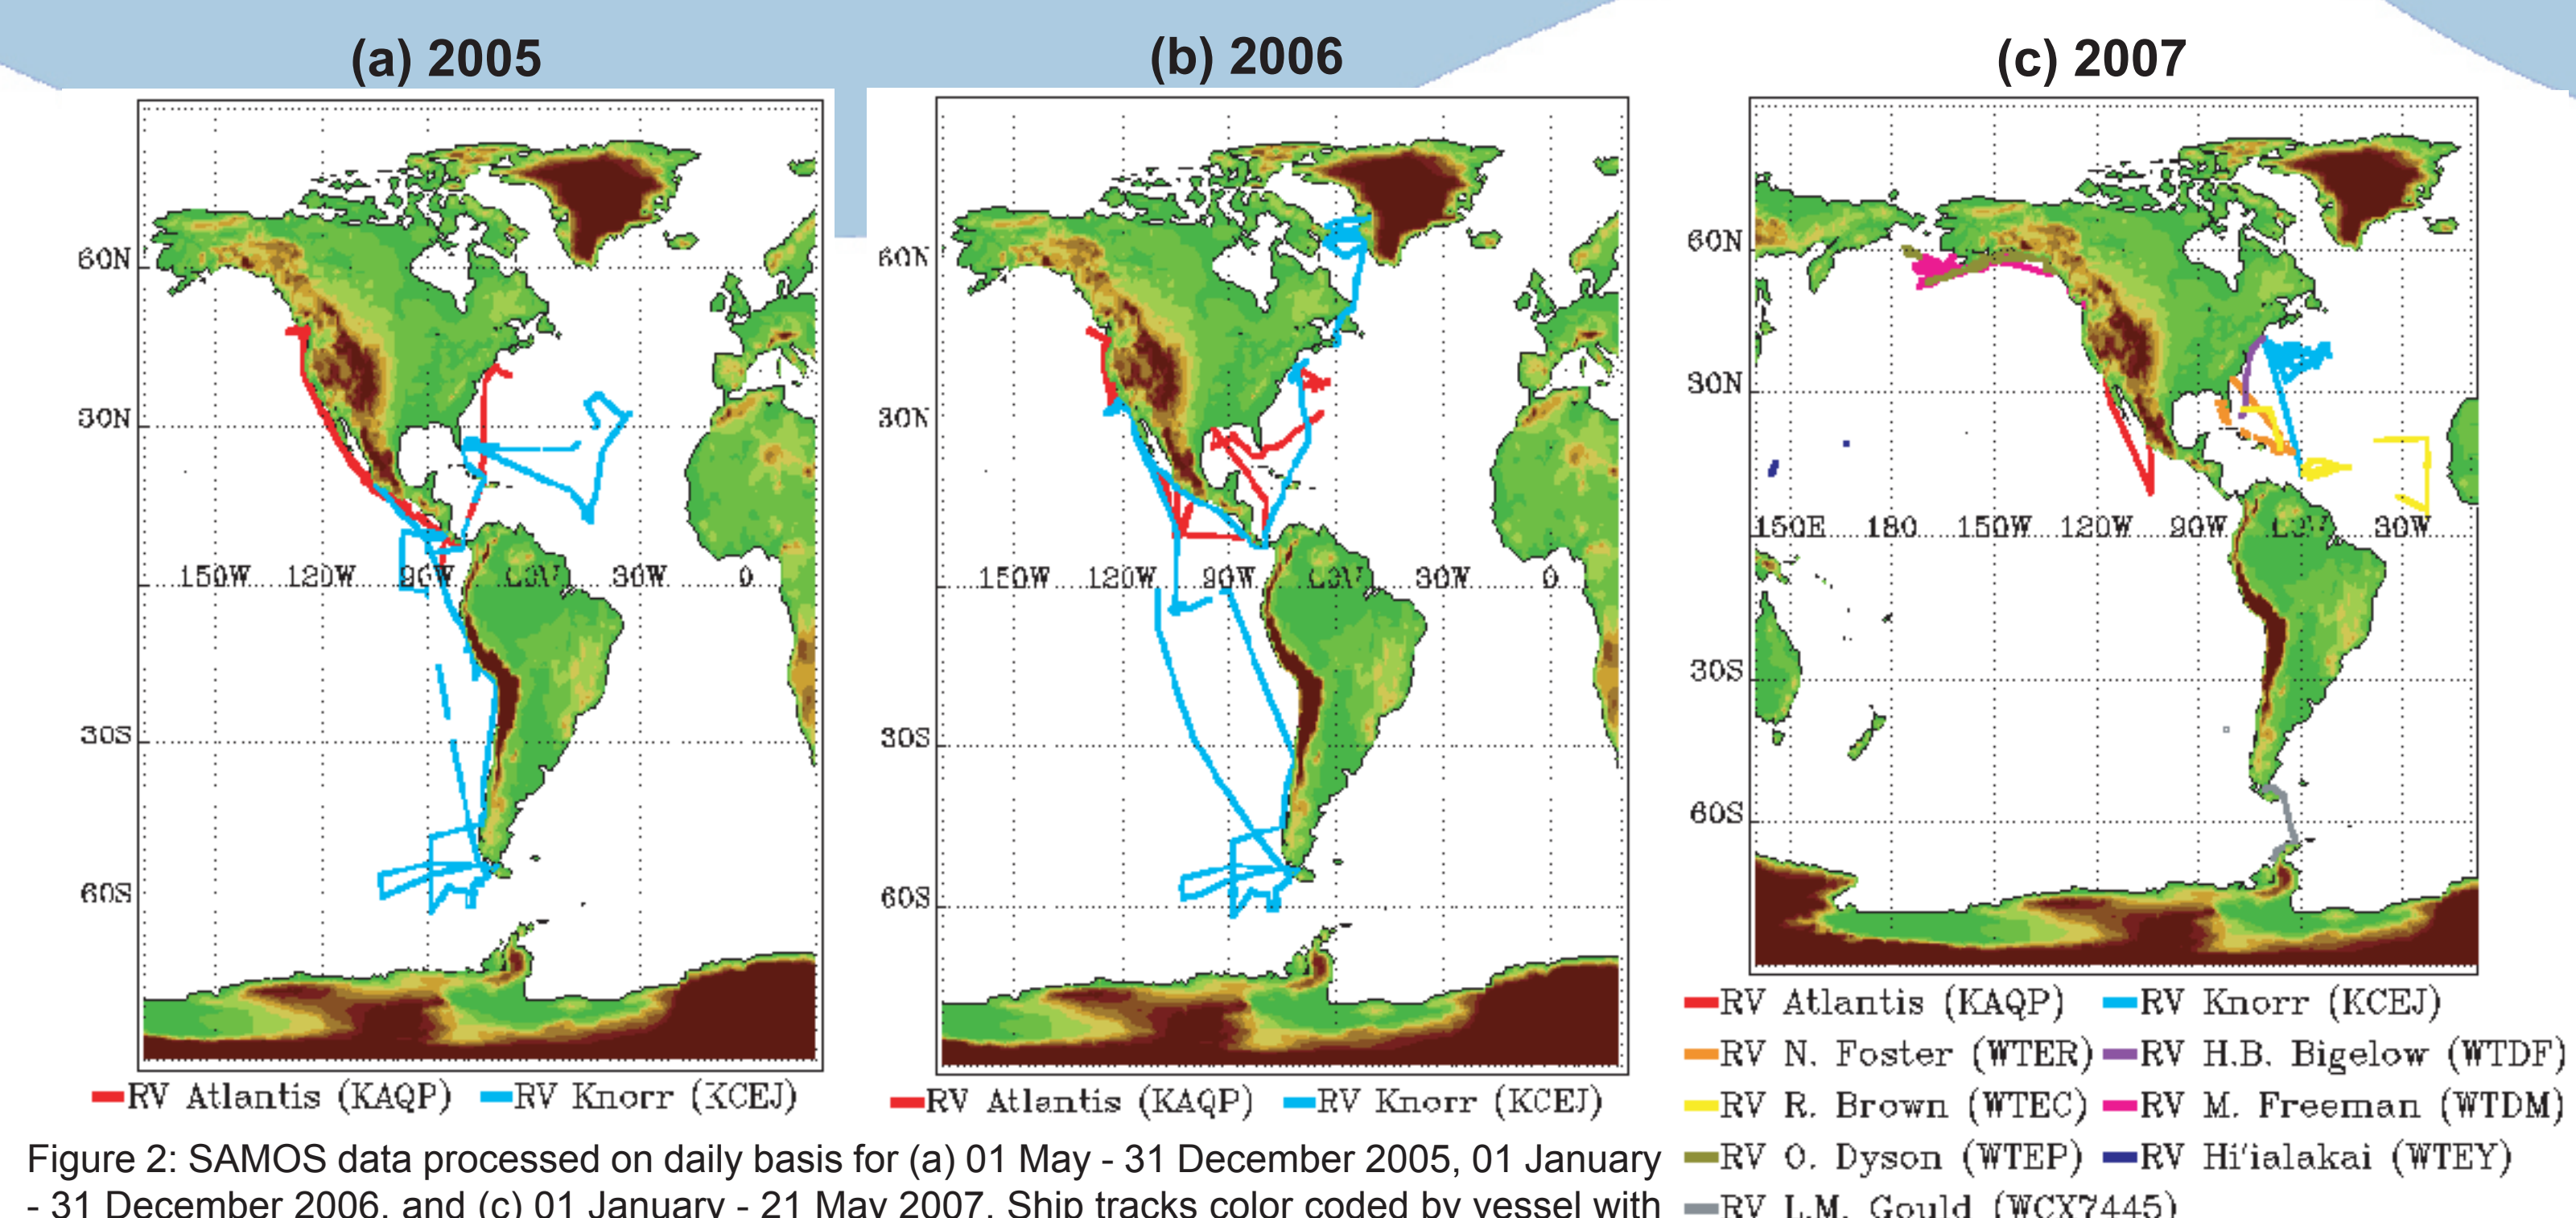 (a) 2005
(b) 2006
(c) 2007
60N
30N
150W 120W 90W 60W 30W 0
30S
60S
60N
30N
150W 120W 90W 60W 30W 0
30S
60S
60N
30N
150E 180 150W 120W 90W 60W 30W
30S
60S
RV Atlantis (KAQP) RV Knorr (KCEJ)
RV Atlantis (KAQP) RV Knorr (KCEJ)
RV Atlantis (KAQP) RV Knorr (KCEJ)
RV N. Foster (WTER) RV H.B. Bigelow (WTDF)
RV R. Brown (WTEC) RV M. Freeman (WTDM)
RV O. Dyson (WTEP) RV Hi'ialakai (WTEY)
RV L.M. Gould (WCX7445)
Figure 2: SAMOS data processed on daily basis for (a) 01 May - 31 December 2005, 01 January
- 31 December 2006, and (c) 01 January - 21 May 2007. Ship tracks color coded by vessel with